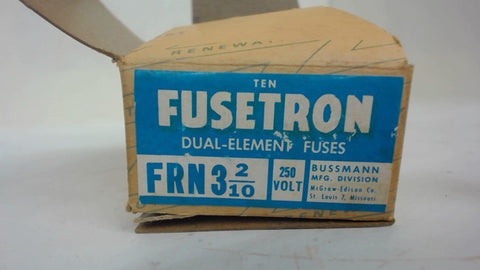 RENEWA
TEN
FUSETRON
DUAL-ELEMENT FUSES
FRN 3 2/10
250 VOLT
BUSSMANN
MFG. DIVISION
McGraw-Edison Co.
St. Louis 7, Missouri
RENEWA